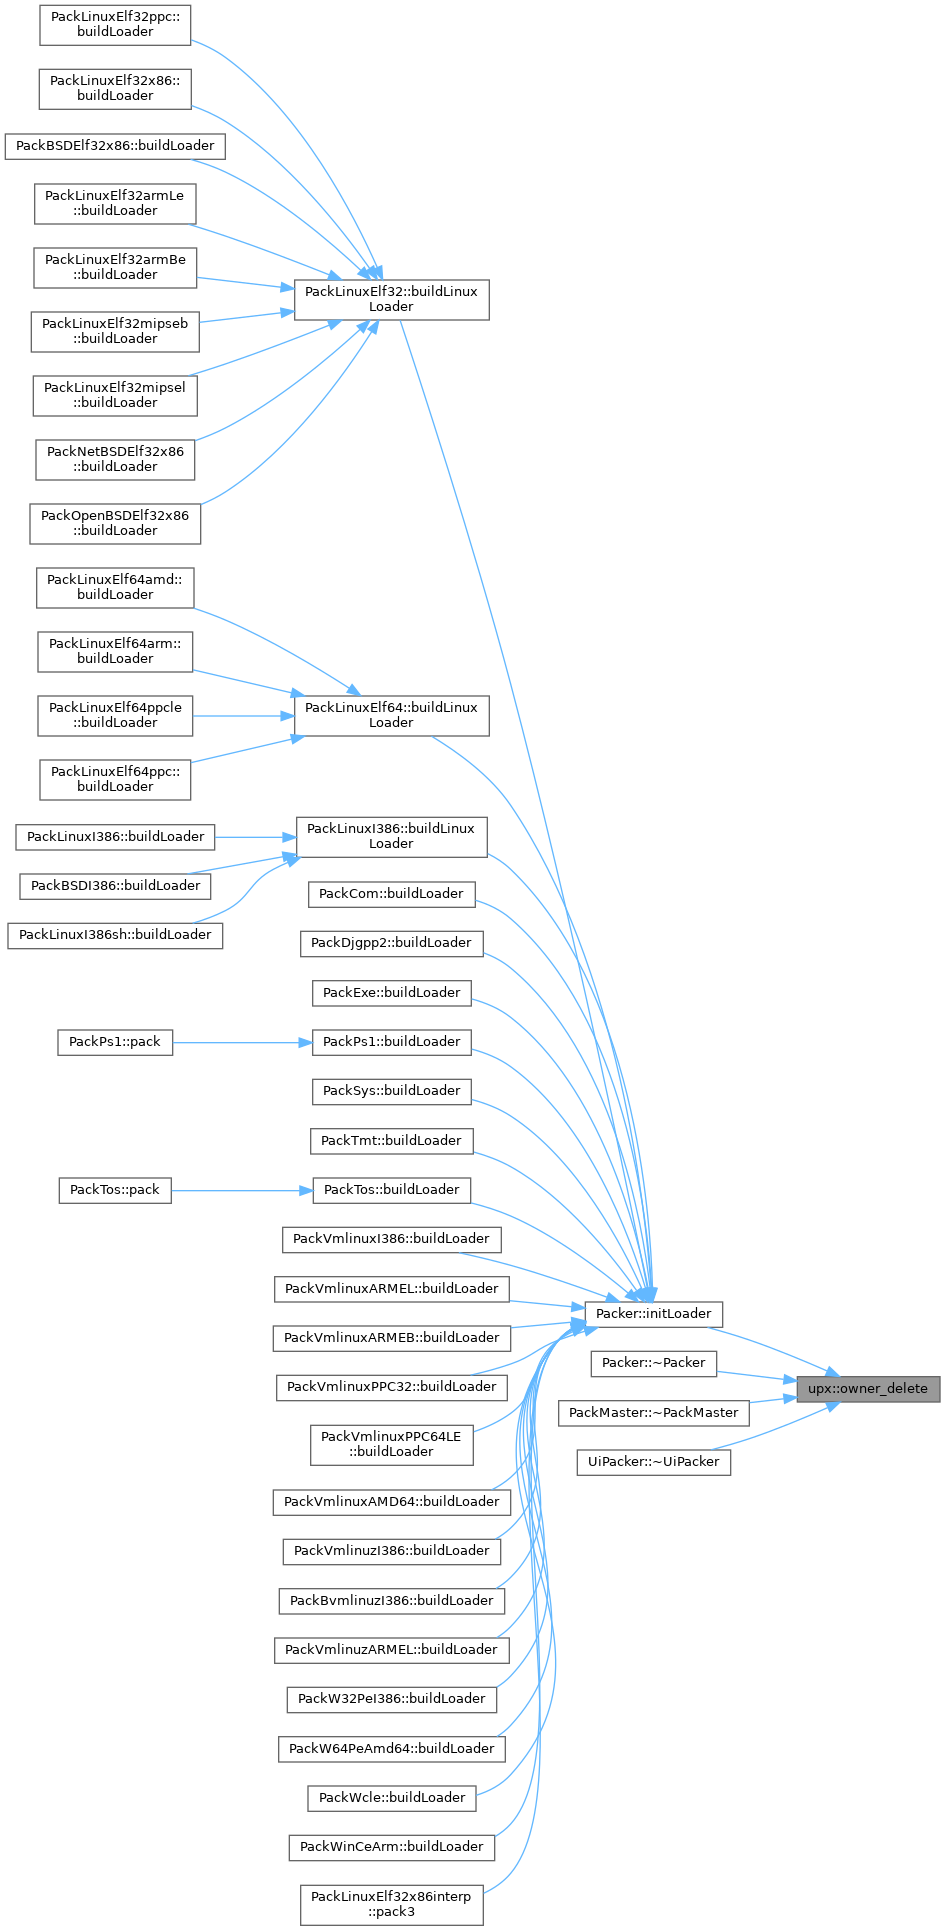 PackLinuxElf32ppc::
buildLoader
PackLinuxElf32x86::
buildLoader
PackBSDElf32x86::buildLoader
PackLinuxElf32armLe
::buildLoader
PackLinuxElf32armBe
::buildLoader
PackLinuxElf32::buildLinux
Loader
PackLinuxElf32mipseb
::buildLoader
PackLinuxElf32mipsel
::buildLoader
PackNetBSDElf32x86
::buildLoader
PackOpenBSDElf32x86
::buildLoader
PackLinuxElf64amd::
buildLoader
PackLinuxElf64arm::
buildLoader
PackLinuxElf64ppcle
::buildLoader
PackLinuxElf64::buildLinux
Loader
PackLinuxElf64ppc::
buildLoader
PackLinuxI386::buildLoader
PackLinuxI386::buildLinux
Loader
PackBSDI386::buildLoader
PackCom::buildLoader
PackLinuxI386sh::buildLoader
PackDjgpp2::buildLoader
PackExe::buildLoader
PackPs1::pack
PackPs1::buildLoader
PackSys::buildLoader
PackTmt::buildLoader
PackTos::pack
PackTos::buildLoader
PackVmlinuxI386::buildLoader
PackVmlinuxARMEL::buildLoader
Packer::initLoader
PackVmlinuxARMEB::buildLoader
Packer::~Packer
PackVmlinuxPPC32::buildLoader
upx::owner_delete
PackMaster::~PackMaster
PackVmlinuxPPC64LE
::buildLoader
UiPacker::~UiPacker
PackVmlinuxAMD64::buildLoader
PackVmlinuzI386::buildLoader
PackBvmlinuzI386::buildLoader
PackVmlinuzARMEL::buildLoader
PackW32PeI386::buildLoader
PackW64PeAmd64::buildLoader
PackWcle::buildLoader
PackWinCeArm::buildLoader
PackLinuxElf32x86interp
::pack3